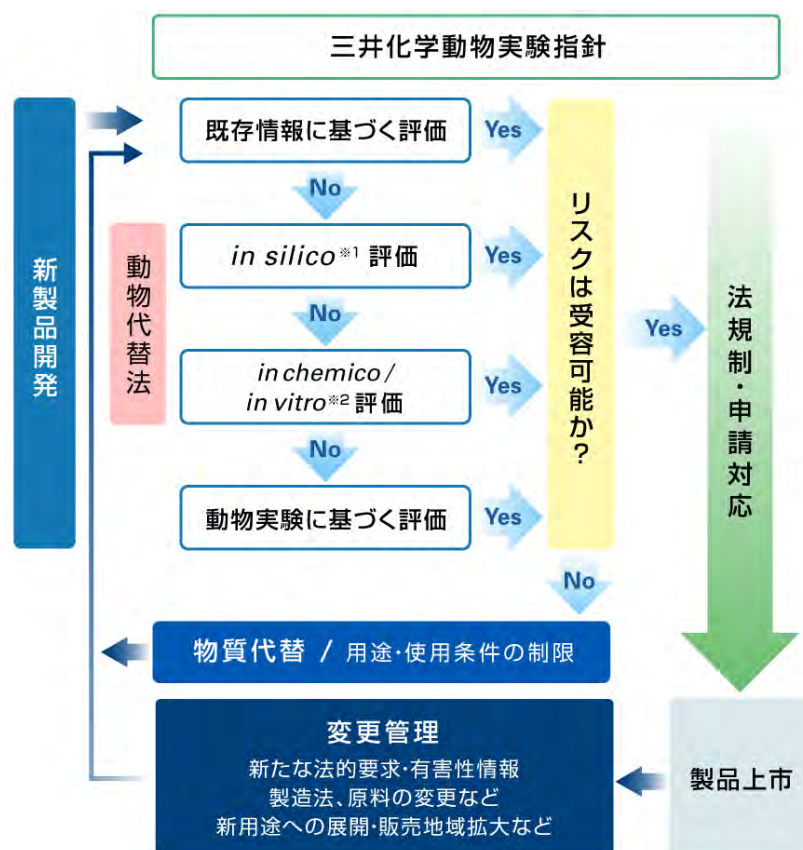 三井化学動物実験指針
新製品開発
既存情報に基づく評価
Yes
No
動物代替法
in silico※1 評価
Yes
No
in chemico /
in vitro※2 評価
Yes
No
動物実験に基づく評価
Yes
リスクは受容可能か?
Yes
No
法規制・申請対応
物質代替 / 用途・使用条件の制限
変更管理
新たな法的要求・有害性情報
製造法、原料の変更など
新用途への展開・販売地域拡大など
製品上市